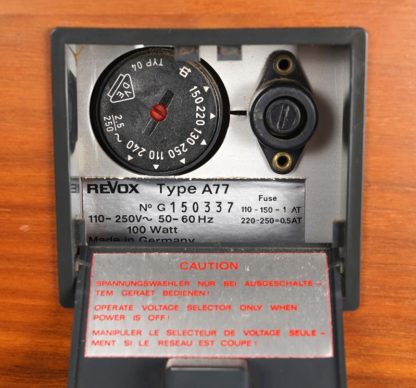 TYP 04
2,5
250 ~
240 110 250 130 220 150
REVOX Type A77
No G 150337
110-250V~ 50-60 Hz
100 Watt
Made in Germany
Fuse
110-150=1 AT
220-250=0.5AT
CAUTION
SPANNUNGSWAEHLER NUR BEI AUSGESCHALTE-
TEM GERAET BEDIENEN!
OPERATE VOLTAGE SELECTOR ONLY WHEN
POWER IS OFF!
MANIPULER LE SELECTEUR DE VOLTAGE SEULE-
MENT SI LE RESEAU EST COUPE!